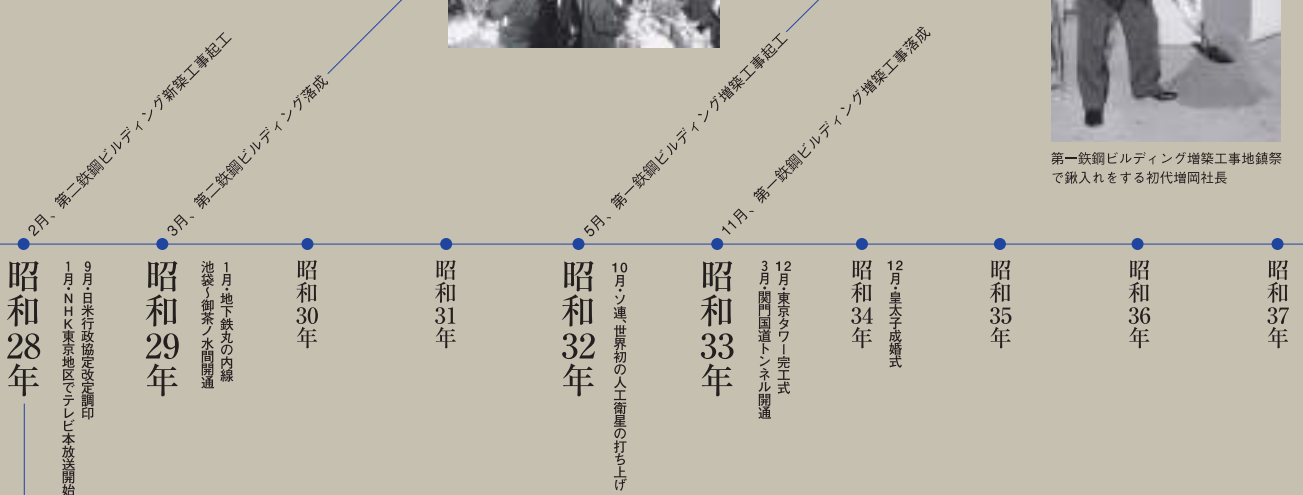 2月、第二鉄鋼ビルディング新築工事起工
3月、第二鉄鋼ビルディング落成
5月、第一鉄鋼ビルディング増築工事起工
11月、第一鉄鋼ビルディング増築工事落成
第一鉄鋼ビルディング増築工事地鎮祭
で鍬入れをする初代増岡社長
昭和28年
9月・日米行政協定改定調印
1月・NHK東京地区でテレビ本放送開始
昭和29年
1月・地下鉄丸の内線
池袋〜御茶ノ水間開通
昭和30年
昭和31年
昭和32年
10月・ソ連、世界初の人工衛星の打ち上げ
昭和33年
12月・東京タワー完工式
3月・関門国道トンネル開通
昭和34年
12月・皇太子成婚式
昭和35年
昭和36年
昭和37年